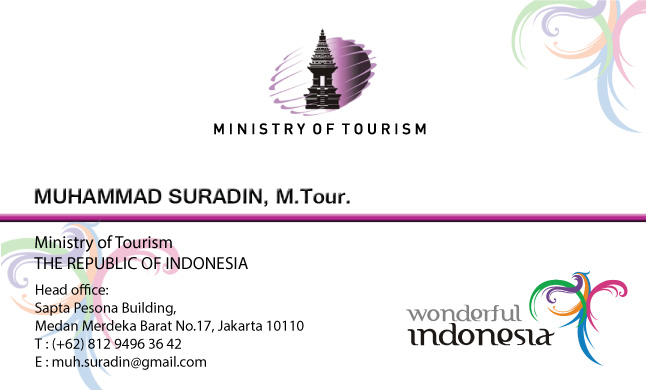 MINISTRY OF TOURISM
MUHAMMAD SURADIN, M.Tour.
Ministry of Tourism
THE REPUBLIC OF INDONESIA
Head office:
Sapta Pesona Building,
Medan Merdeka Barat No.17, Jakarta 10110
T : (+62) 812 9496 36 42
E : muh.suradin@gmail.com
wonderful
indonesia